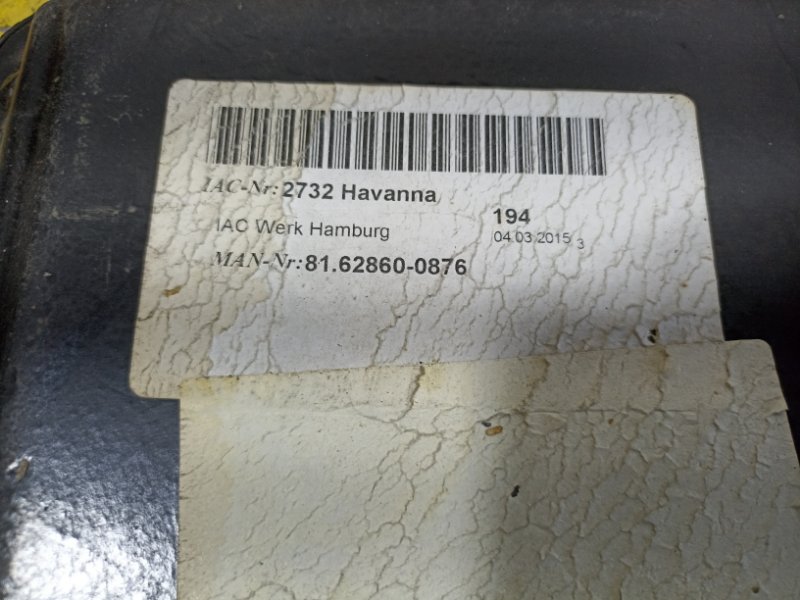 IAC-Nr:2732 Havanna
194
IAC Werk Hamburg
04.03.2015 3
MAN-Nr:81.62860-0876